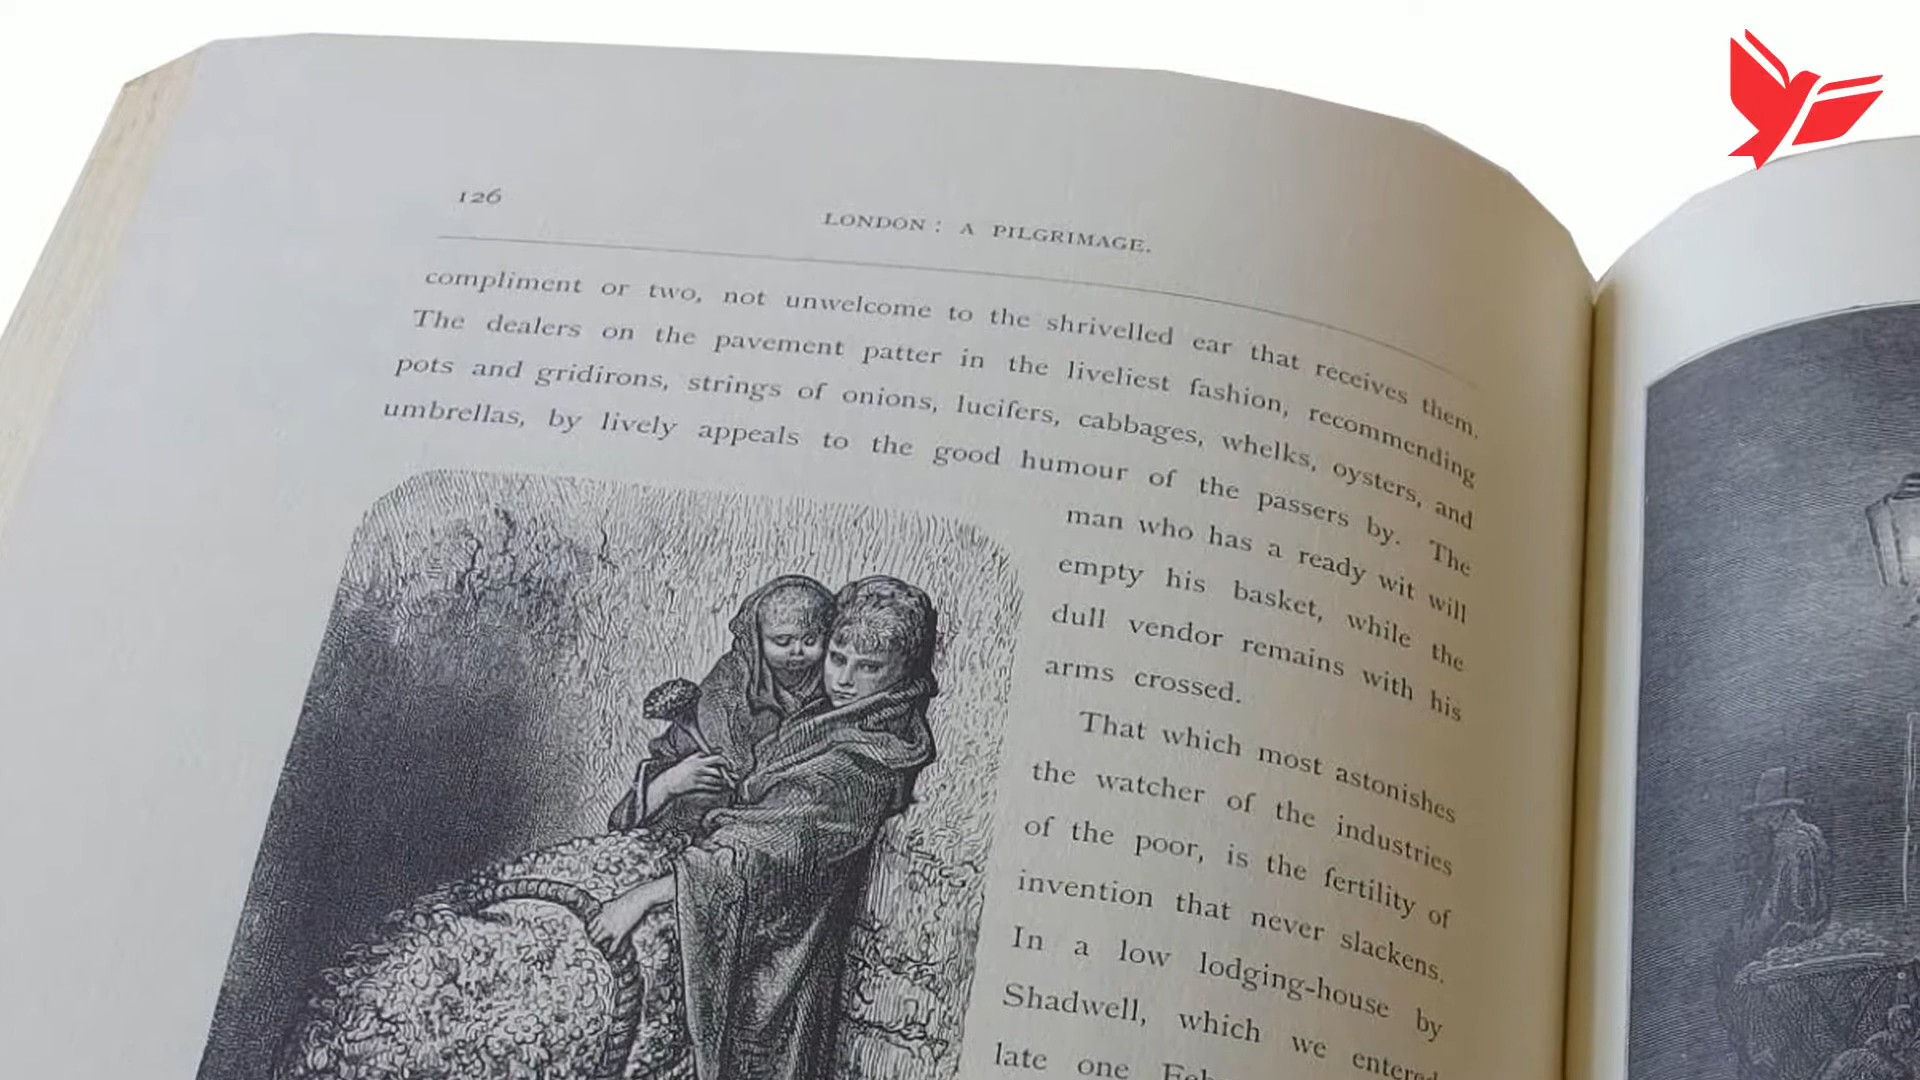 126
LONDON: A PILGRIMAGE.
compliment or two, not unwelcome to the shrivelled ear that receives them.
The dealers on the pavement patter in the liveliest fashion, recommending
pots and gridirons, strings of onions, lucifers, cabbages, whelks, oysters, and
umbrellas, by lively appeals to the good humour of the passers by. The
man who has a ready wit will
empty his basket, while the
dull vendor remains with his
arms crossed.
That which most astonishes
the watcher of the industries
of the poor, is the fertility of
invention that never slackens.
In a low lodging-house by
Shadwell, which we entered
late one